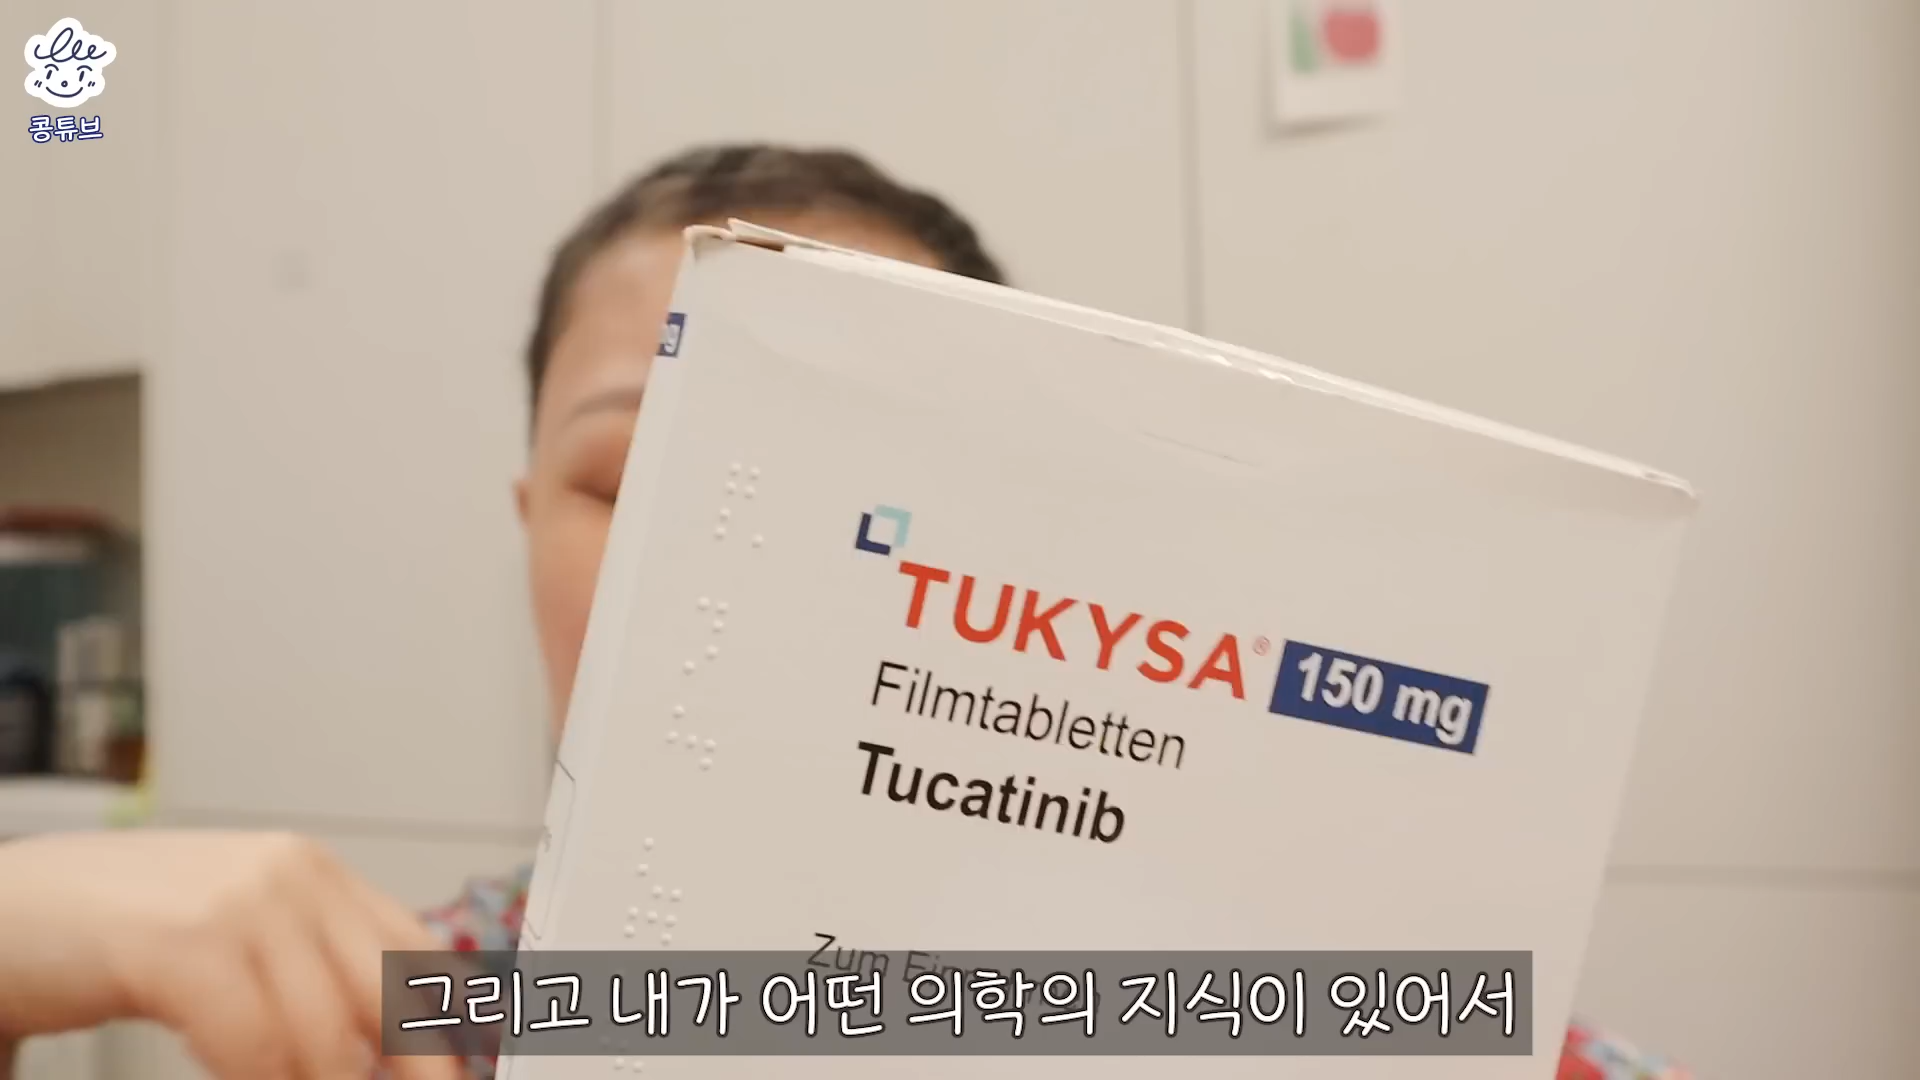 콩튜브
TUKYSA® 150 mg
Filmtabletten
Tucatinib
Zum
그리고 내가 어떤 의학의 지식이 있어서